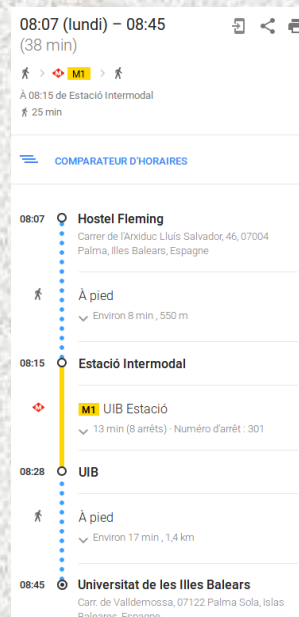 08:07 (lundi) – 08:45
(38 min)
M1
À 08:15 de Estació Intermodal
25 min
COMPARATEUR D'HORAIRES
08:07 Hostel Fleming
Carrer de l'Arxiduc Lluís Salvador, 46, 07004
Palma, Illes Balears, Espagne
À pied
Environ 8 min , 550 m
08:15 Estació Intermodal
M1 UIB Estació
13 min (8 arrêts) · Numéro d'arrêt : 301
08:28 UIB
À pied
Environ 17 min , 1,4 km
08:45 Universitat de les Illes Balears
Carr. de Valldemossa, 07122 Palma Sola, Islas
Baleares, Espagne